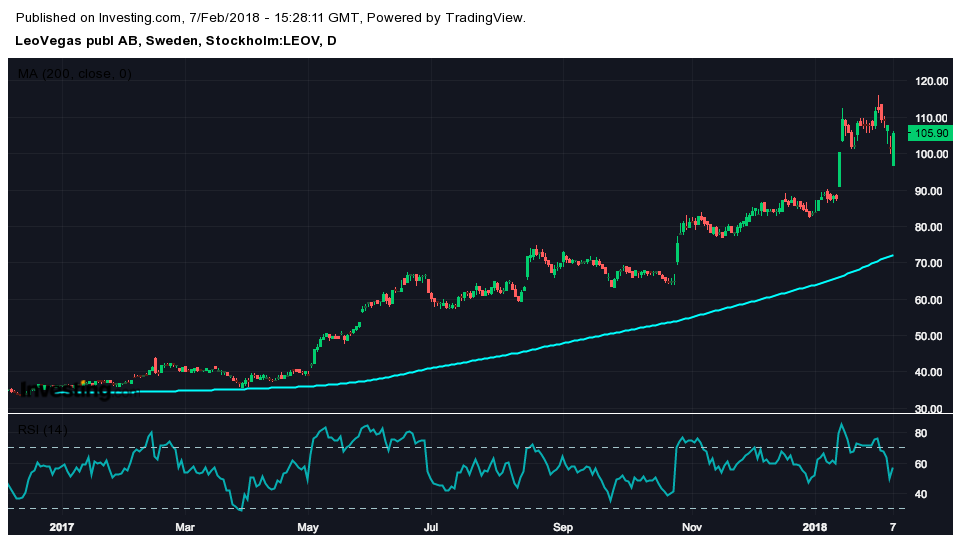 Published on Investing.com, 7/Feb/2018 - 15:28:11 GMT, Powered by TradingView.
LeoVegas publ AB, Sweden, Stockholm:LEOV, D
MA (200, close, 0)
120.00
110.00
105.90
100.00
90.00
80.00
70.00
60.00
50.00
40.00
Investing
30.00
RSI (14)
80
60
40
2017 Mar May Jul Sep Nov 2018 7